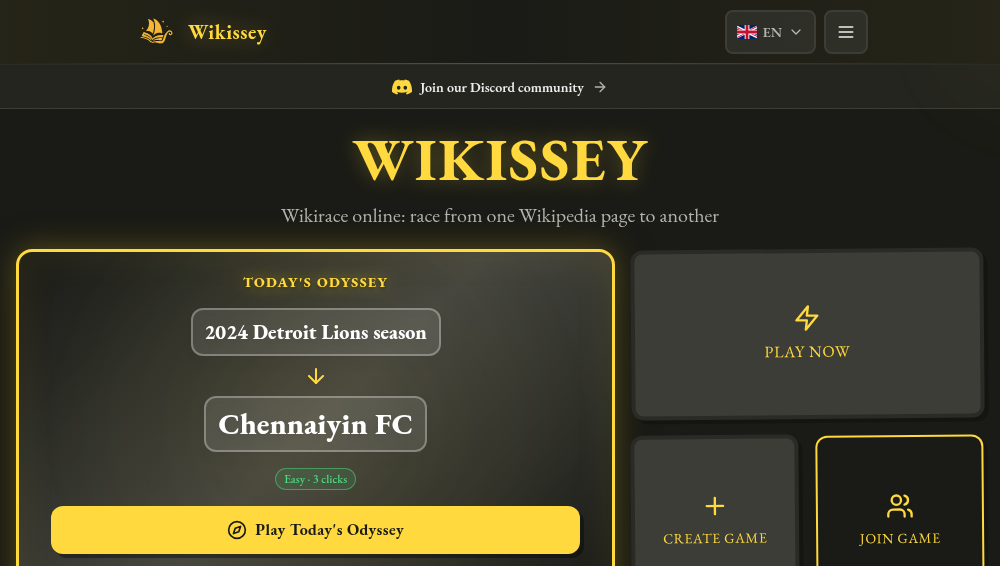 Wikissey
EN
Join our Discord community
WIKISSEY
Wikirace online: race from one Wikipedia page to another
TODAY'S ODYSSEY
2024 Detroit Lions season
Chennaiyin FC
Easy · 3 clicks
Play Today's Odyssey
PLAY NOW
CREATE GAME
JOIN GAME